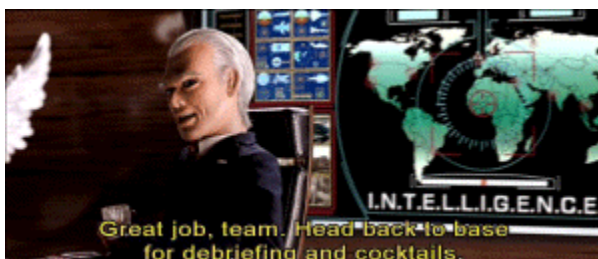 I.N.T.E.L.L.I.G.E.N.C.E
Great job, team. Head back to base
for debriefing and cocktails.